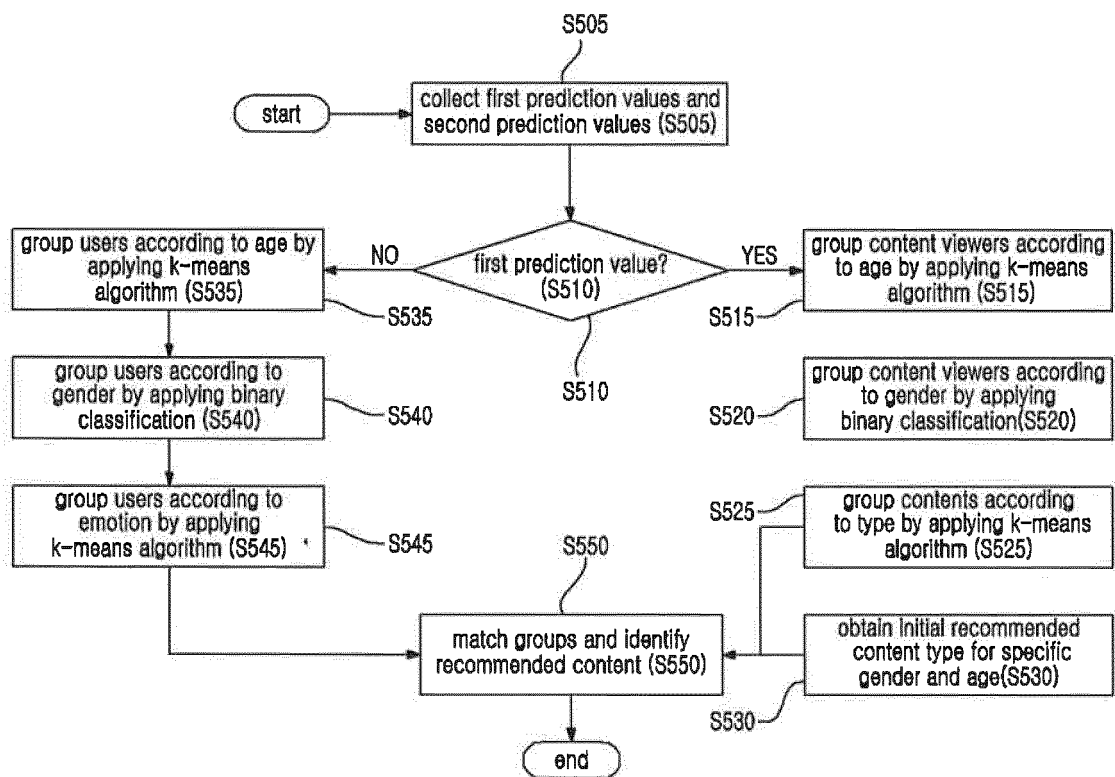 S505
start
collect first prediction values and
second prediction values (S505)
group users according to age by
applying k-means
algorithm (S535)
NO
first prediction value?
(S510)
YES
group content viewers according
to age by applying k-means
algorithm (S515)
S535
S515
S510
group users according to
gender by applying binary
classification (S540)
S540
group content viewers according
to gender by applying
binary classification(S520)
S520
group users according to
emotion by applying
k-means algorithm (S545)
S545
S525
group contents according
to type by applying k-means
algorithm (S525)
S550
match groups and identify
recommended content (S550)
obtain initial recommended
content type for specific
gender and age(S530)
S530
end